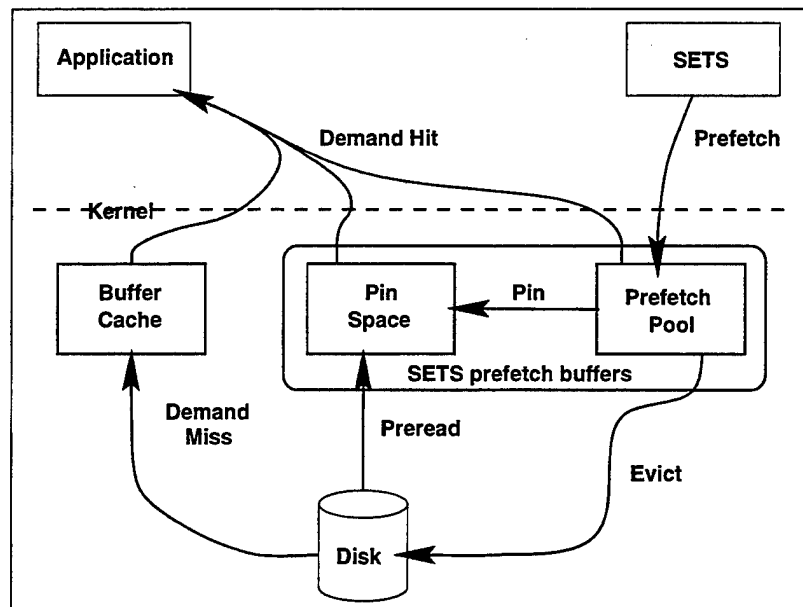 Application
SETS
Demand Hit
Prefetch
Kernel
Buffer
Cache
Pin
Space
Pin
Prefetch
Pool
SETS prefetch buffers
Demand
Miss
Preread
Evict
Disk